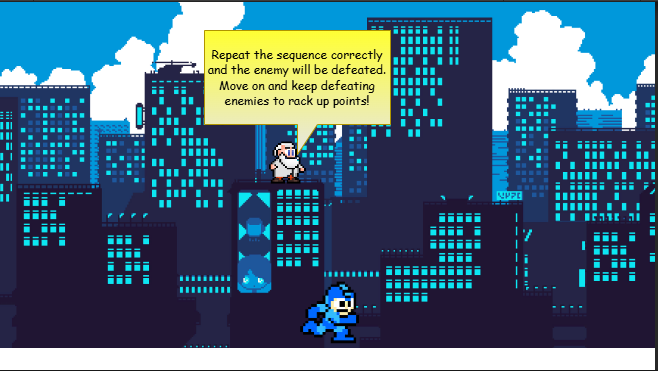 Repeat the sequence correctly
and the enemy will be defeated.
Move on and keep defeating
enemies to rack up points!